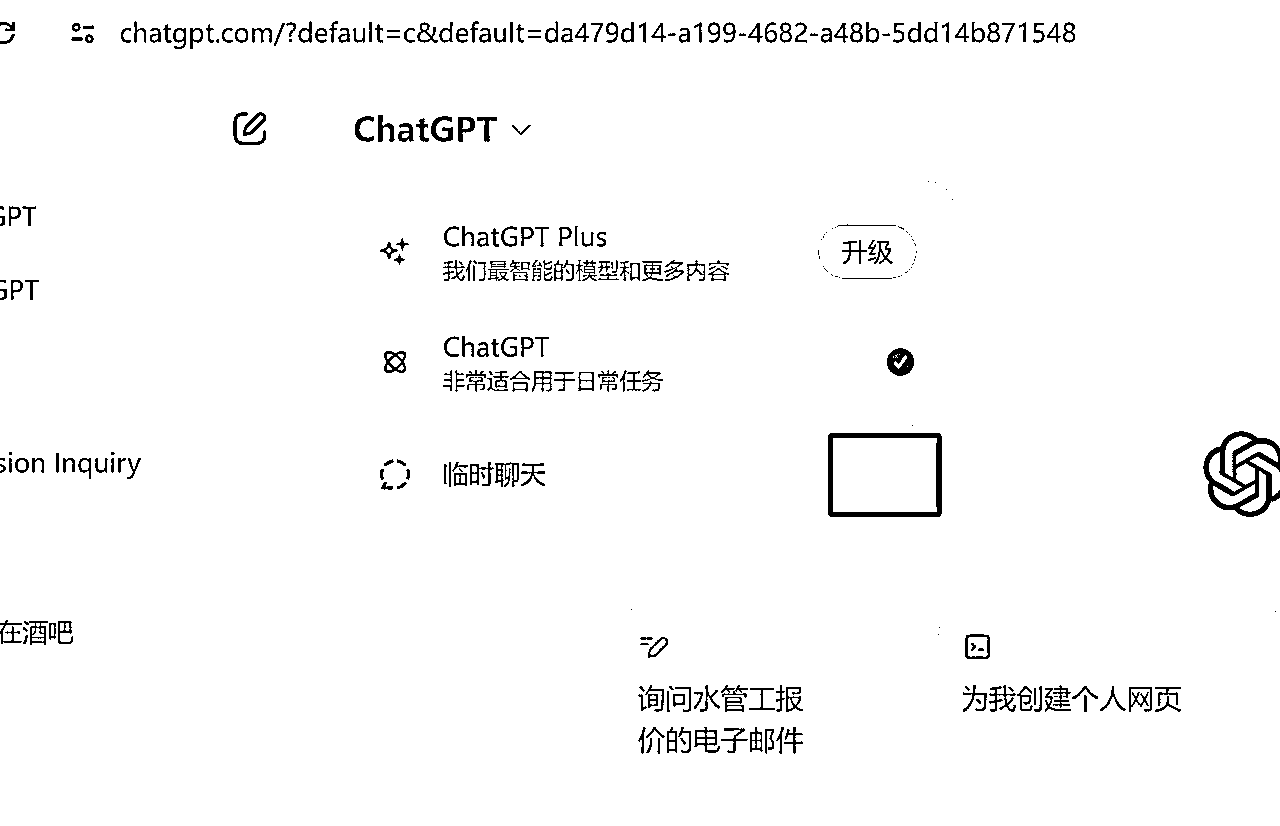 chatgpt.com/?default=c&default=da479d14-a199-4682-a48b-5dd14b871548
ChatGPT
GPT
GPT
sion Inquiry
在酒吧
ChatGPT Plus
我们最智能的模型和更多内容
升级
ChatGPT
非常适合用于日常任务
临时聊天
询问水管工报
价的电子邮件
为我创建个人网页